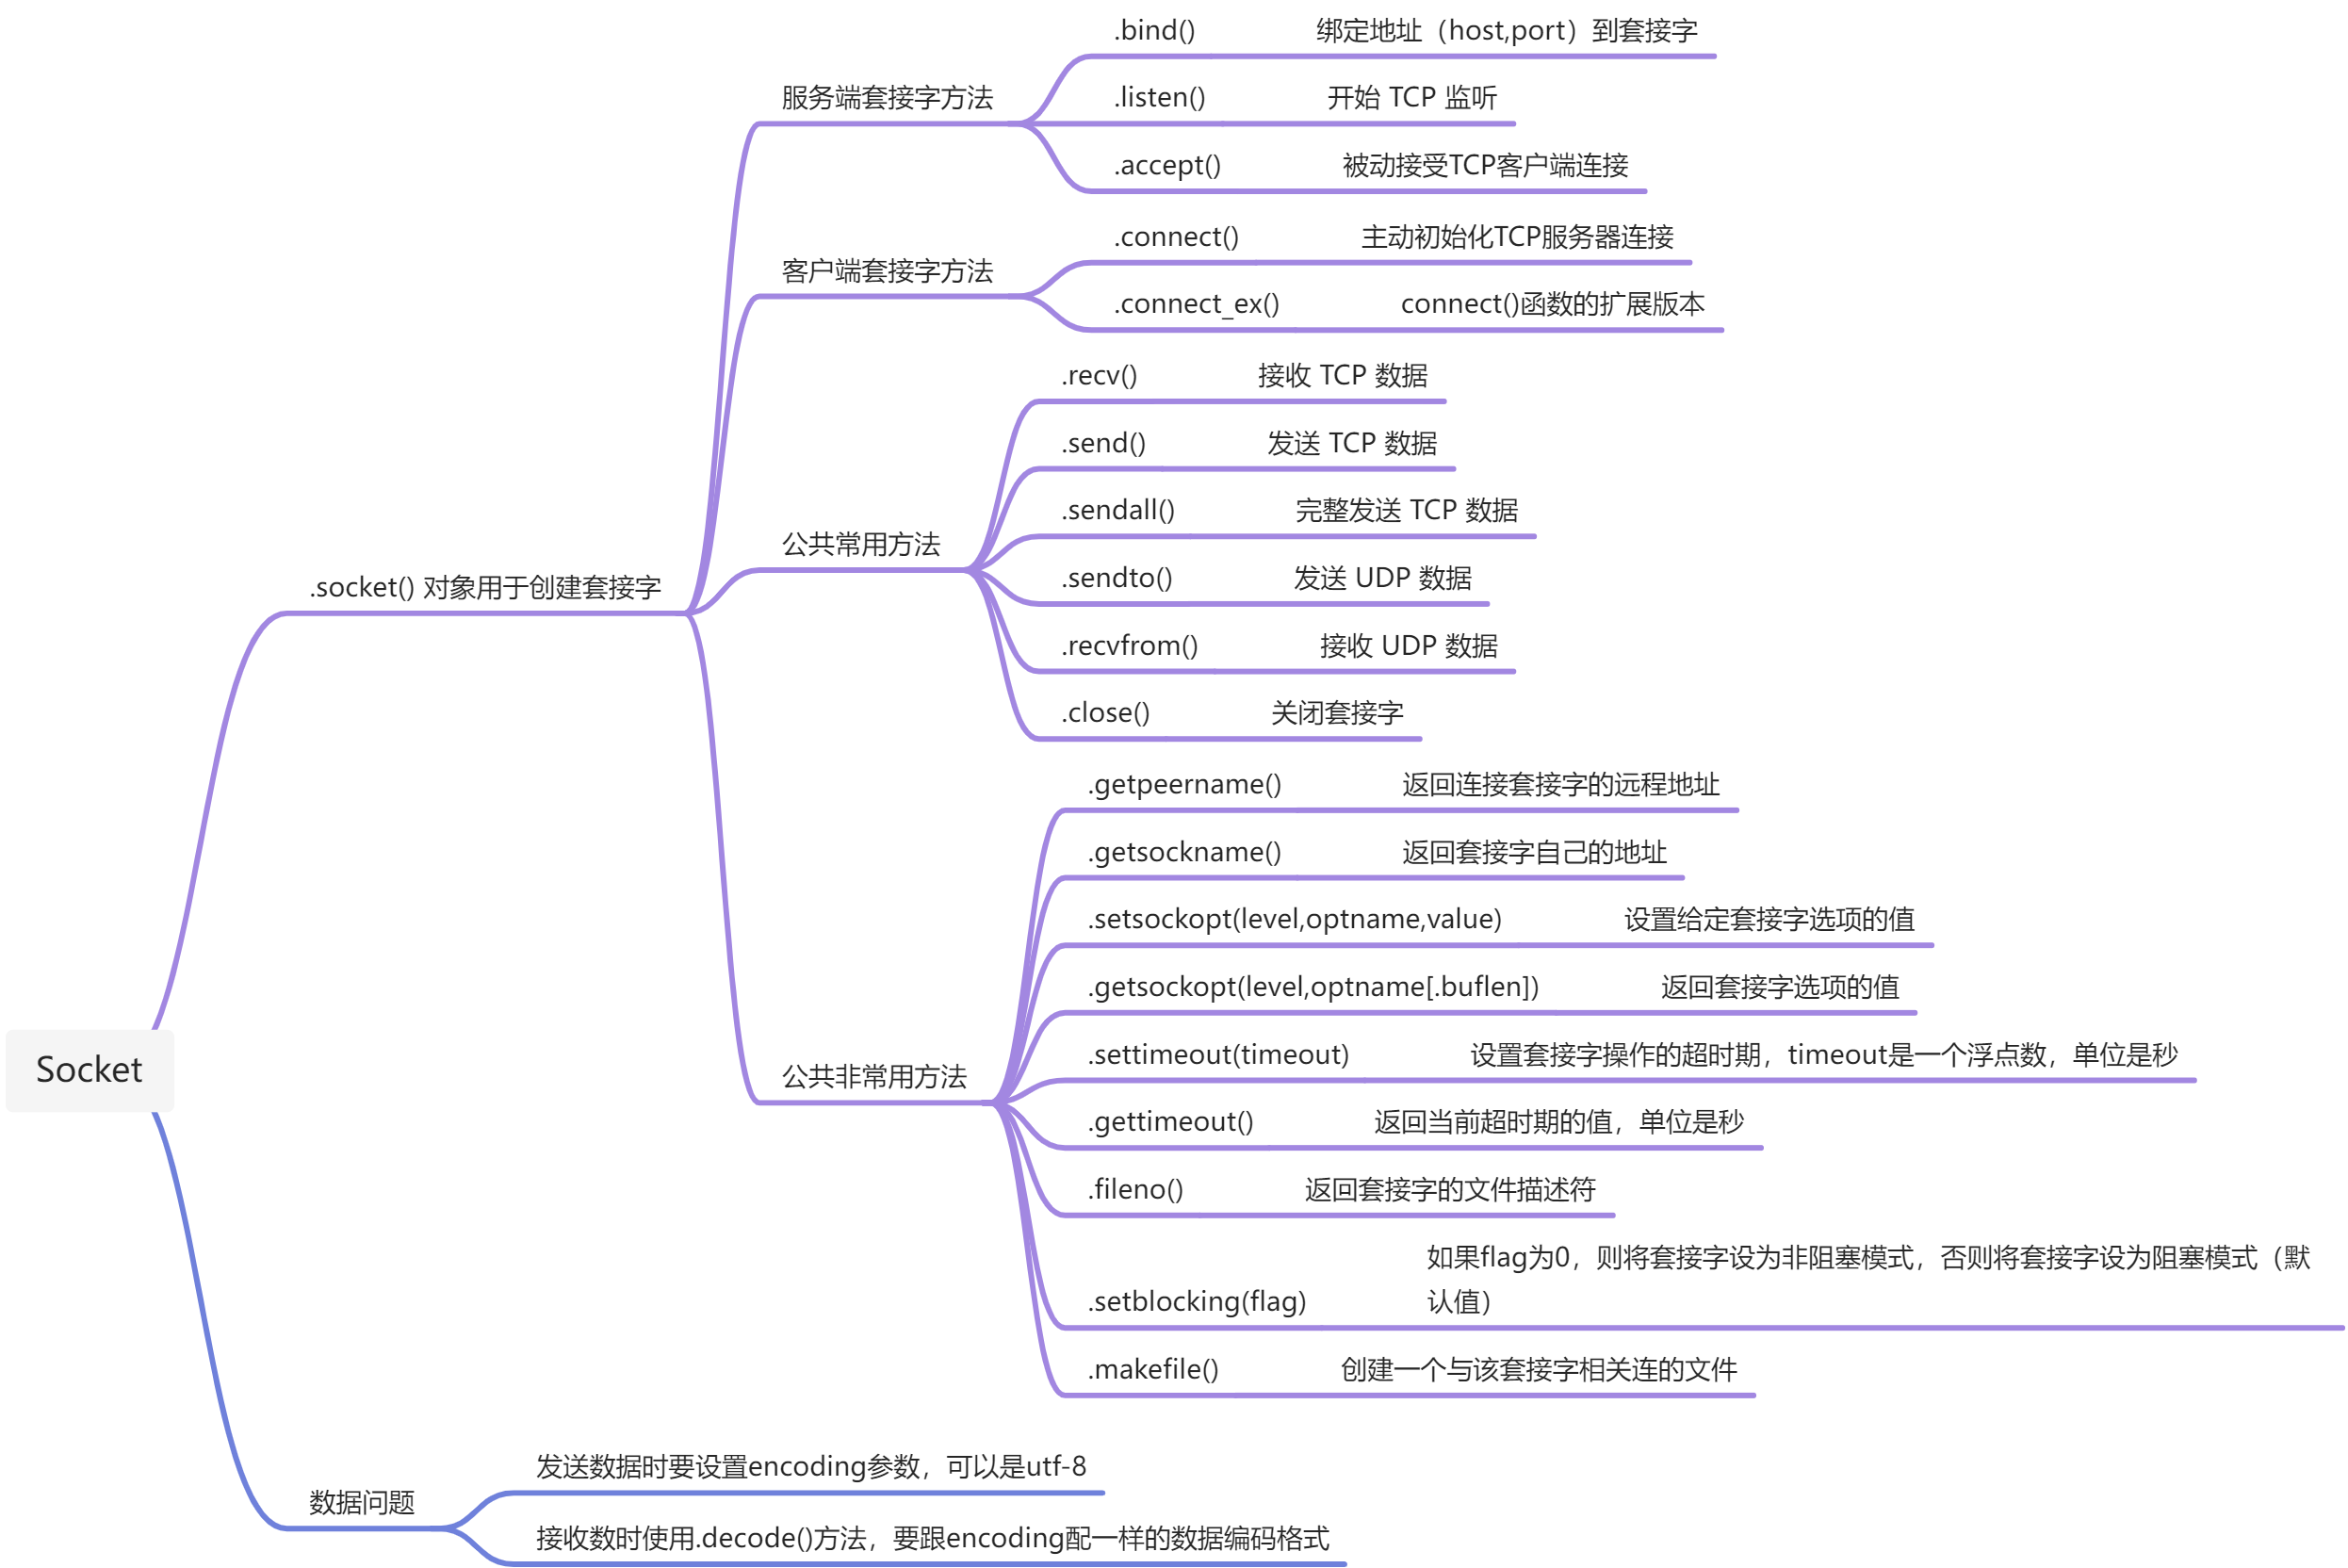 Socket
.socket() 对象用于创建套接字
服务端套接字方法
.bind() 绑定地址（host,port）到套接字
.listen() 开始 TCP 监听
.accept() 被动接受TCP客户端连接
客户端套接字方法
.connect() 主动初始化TCP服务器连接
.connect_ex() connect()函数的扩展版本
公共常用方法
.recv() 接收 TCP 数据
.send() 发送 TCP 数据
.sendall() 完整发送 TCP 数据
.sendto() 发送 UDP 数据
.recvfrom() 接收 UDP 数据
.close() 关闭套接字
公共非常用方法
.getpeername() 返回连接套接字的远程地址
.getsockname() 返回套接字自己的地址
.setsockopt(level,optname,value) 设置给定套接字选项的值
.getsockopt(level,optname[.buflen]) 返回套接字选项的值
.settimeout(timeout) 设置套接字操作的超时期，timeout是一个浮点数，单位是秒
.gettimeout() 返回当前超时期的值，单位是秒
.fileno() 返回套接字的文件描述符
.setblocking(flag) 如果flag为0，则将套接字设为非阻塞模式，否则将套接字设为阻塞模式（默
认值）
.makefile() 创建一个与该套接字相关连的文件
数据问题
发送数据时要设置encoding参数，可以是utf-8
接收数时使用.decode()方法，要跟encoding配一样的数据编码格式